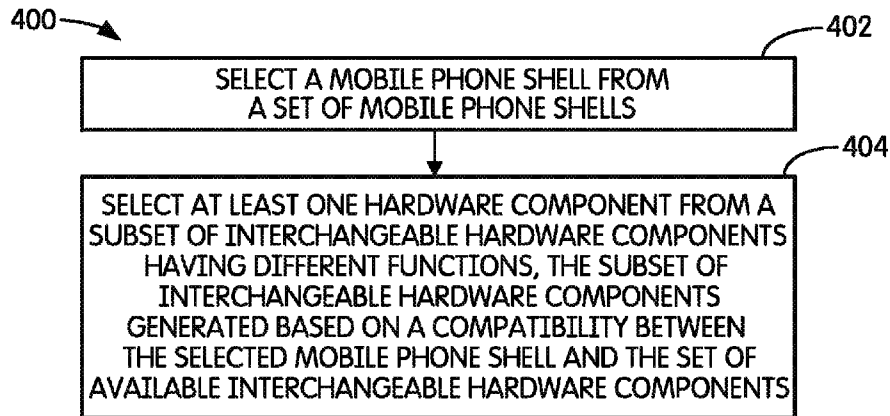 400
402
SELECT A MOBILE PHONE SHELL FROM
A SET OF MOBILE PHONE SHELLS
404
SELECT AT LEAST ONE HARDWARE COMPONENT FROM A
SUBSET OF INTERCHANGEABLE HARDWARE COMPONENTS
HAVING DIFFERENT FUNCTIONS, THE SUBSET OF
INTERCHANGEABLE HARDWARE COMPONENTS
GENERATED BASED ON A COMPATIBILITY BETWEEN
THE SELECTED MOBILE PHONE SHELL AND THE SET OF
AVAILABLE INTERCHANGEABLE HARDWARE COMPONENTS